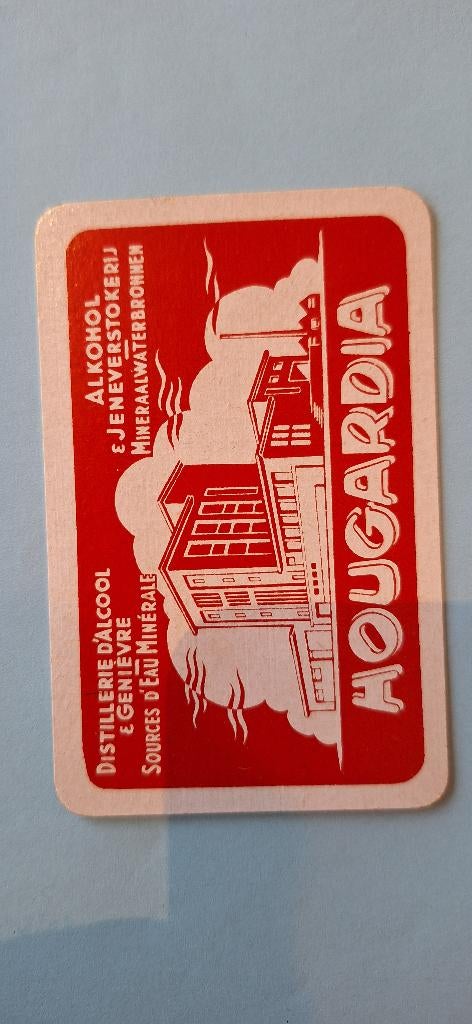 DISTILLERIE D'ALCOOL
& GENIÈVRE
SOURCES D'EAU MINÉRALE
ALKOHOL
& JENEVERSTOKERIJ
MINERAALWATERBRONNEN
HOUGARDIA